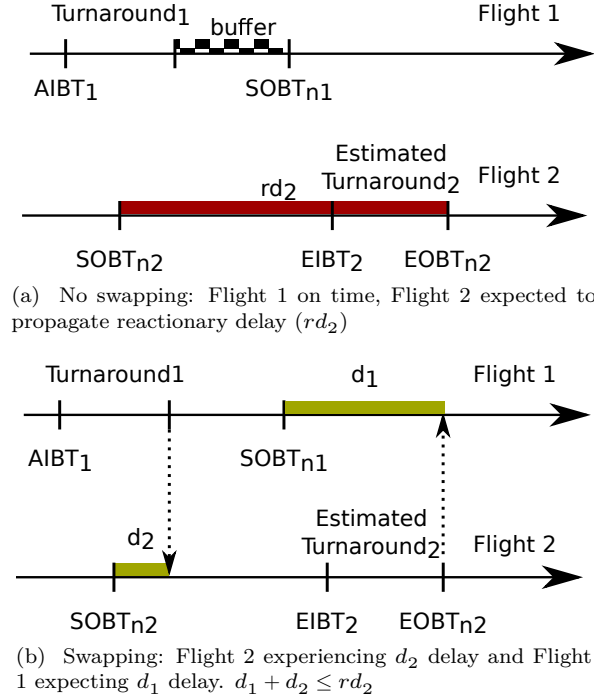 Turnaround1
buffer
Flight 1
AIBT1
SOBTn1
Estimated
Turnaround2
rd2
Flight 2
SOBTn2
EIBT2
EOBTn2
(a) No swapping: Flight 1 on time, Flight 2 expected to
propagate reactionary delay (rd2)
Turnaround1
d1
Flight 1
AIBT1
SOBTn1
Estimated
d2
Turnaround2
Flight 2
SOBTn2
EIBT2
EOBTn2
(b) Swapping: Flight 2 experiencing d2 delay and Flight
1 expecting d1 delay. d1 + d2 ≤ rd2